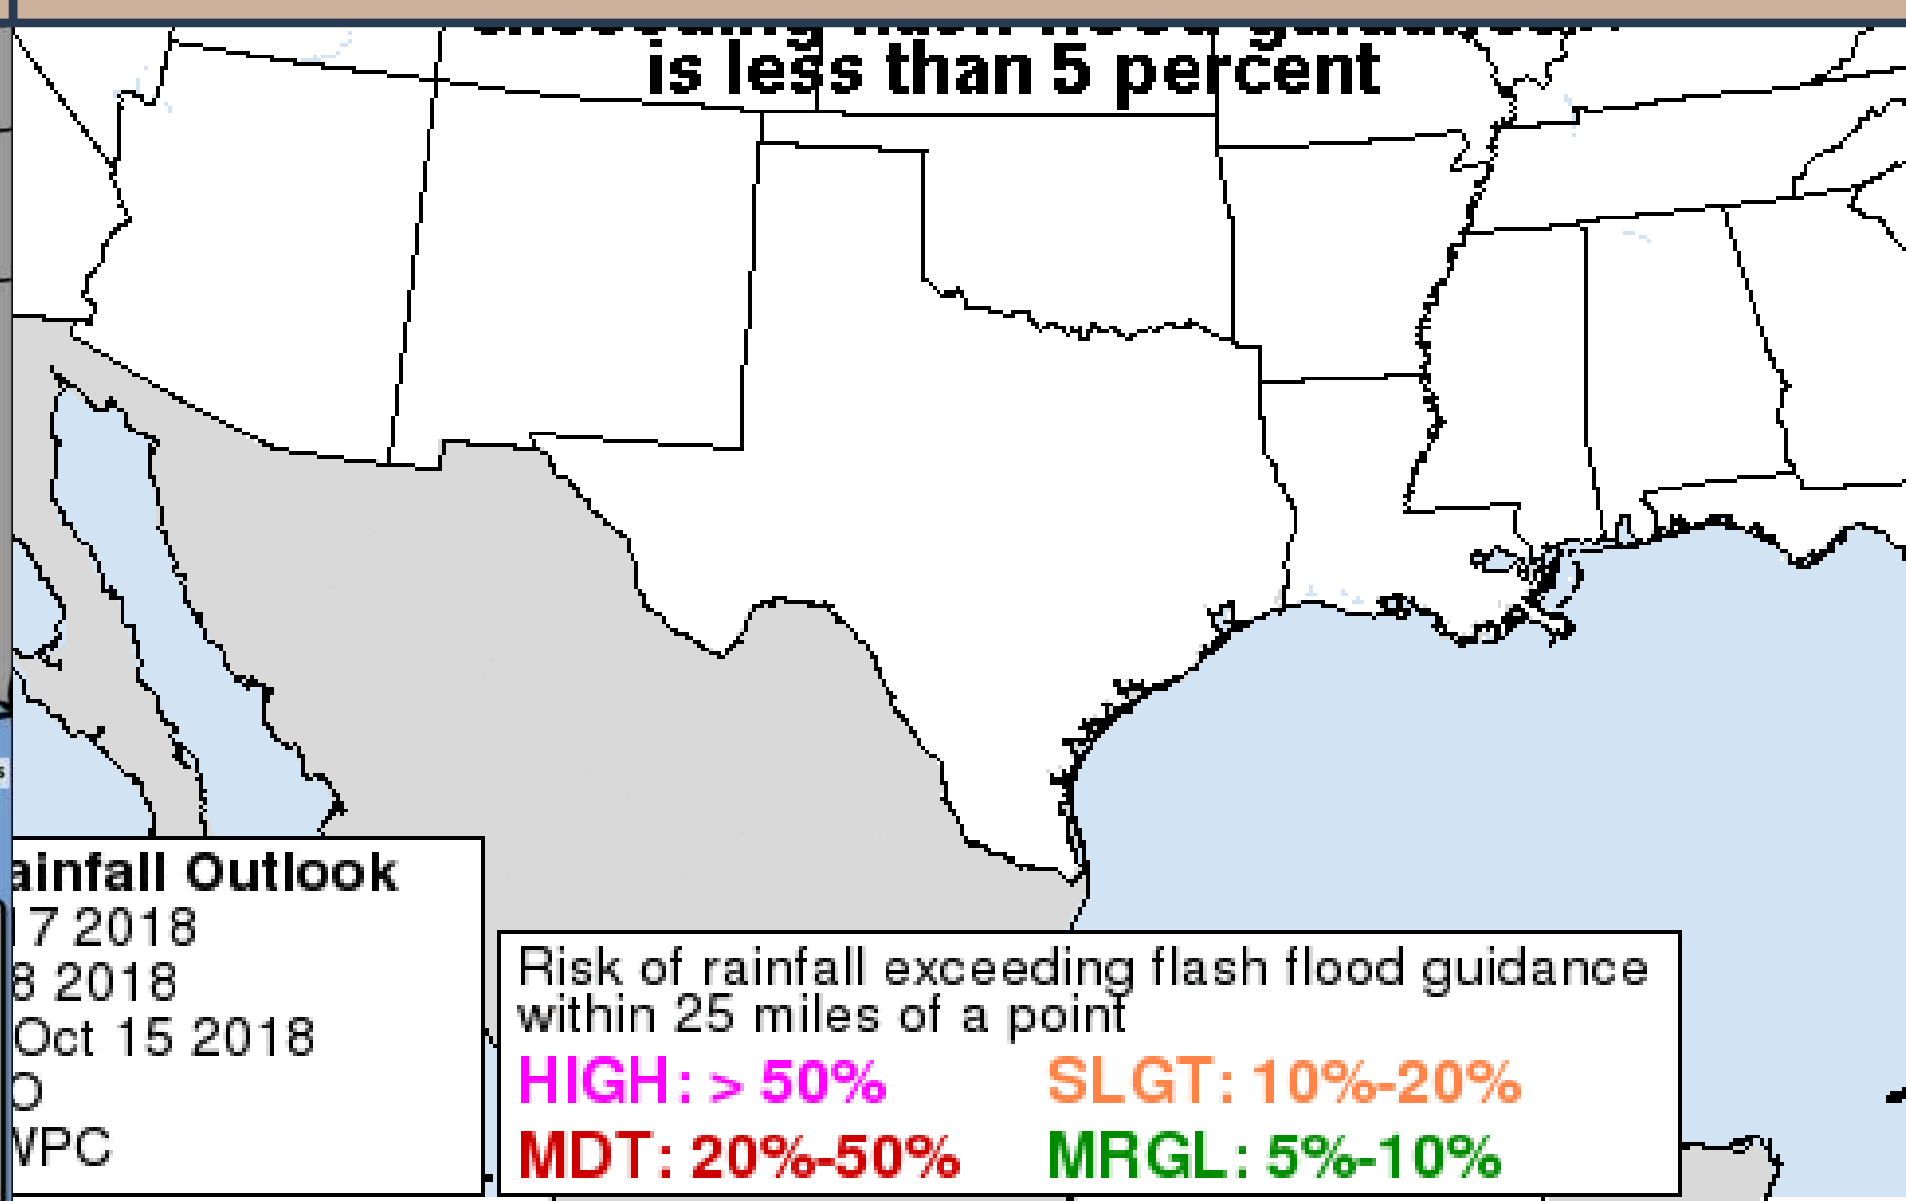 is less than 5 percent
ainfall Outlook
17 2018
8 2018
Oct 15 2018
O
WPC
Risk of rainfall exceeding flash flood guidance
within 25 miles of a point
HIGH: > 50% SLGT: 10%-20%
MDT: 20%-50% MRGL: 5%-10%